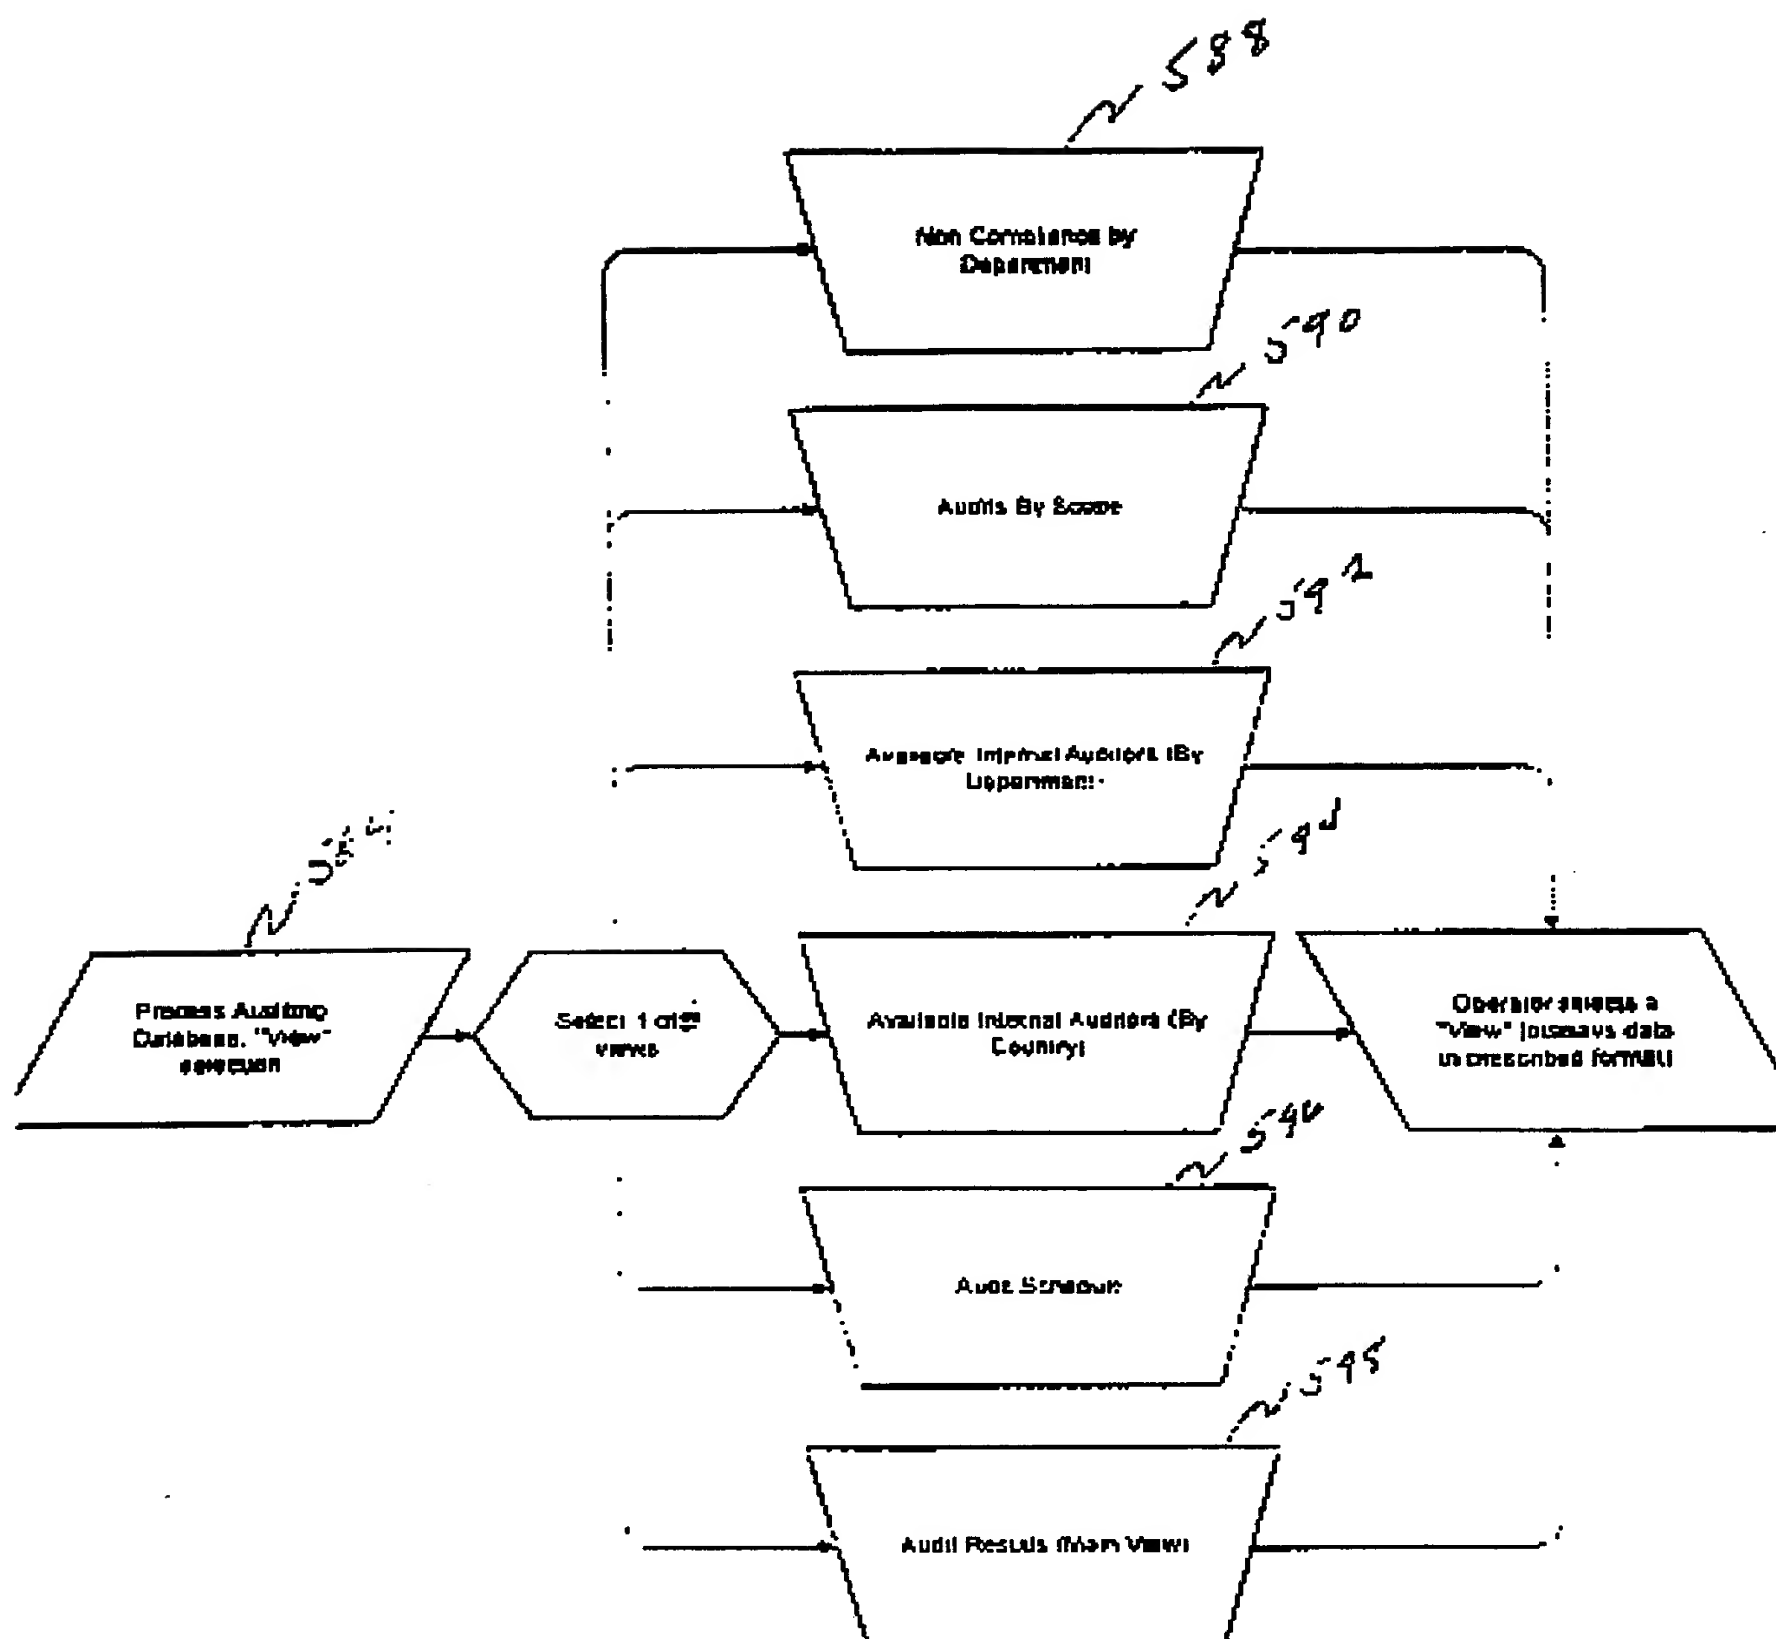 588
Non Compliance by
Department
590
Audits By Scope
592
Available Internal Auditors (By
Department)
594
584
Process Auditing
Database, "View"
selection
Select 1 of
views
Available Internal Auditors (By
Country)
Operator selects a
"View" (displays data
in prescribed format)
Audit Schedule
Audit Results (Main View)